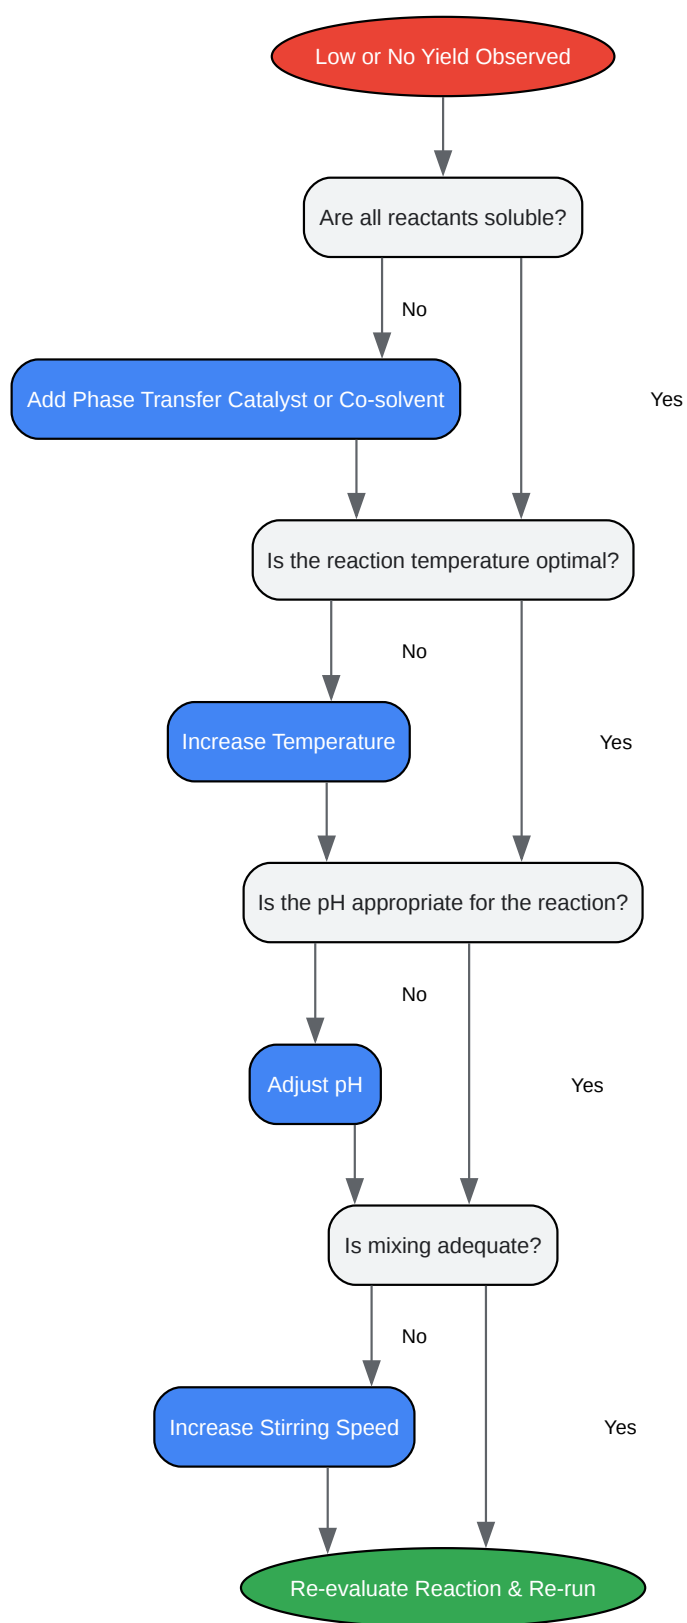 Low or No Yield Observed
Are all reactants soluble?
No
Add Phase Transfer Catalyst or Co-solvent
Yes
Is the reaction temperature optimal?
No
Increase Temperature
Yes
Is the pH appropriate for the reaction?
No
Adjust pH
Yes
Is mixing adequate?
No
Increase Stirring Speed
Yes
Re-evaluate Reaction & Re-run